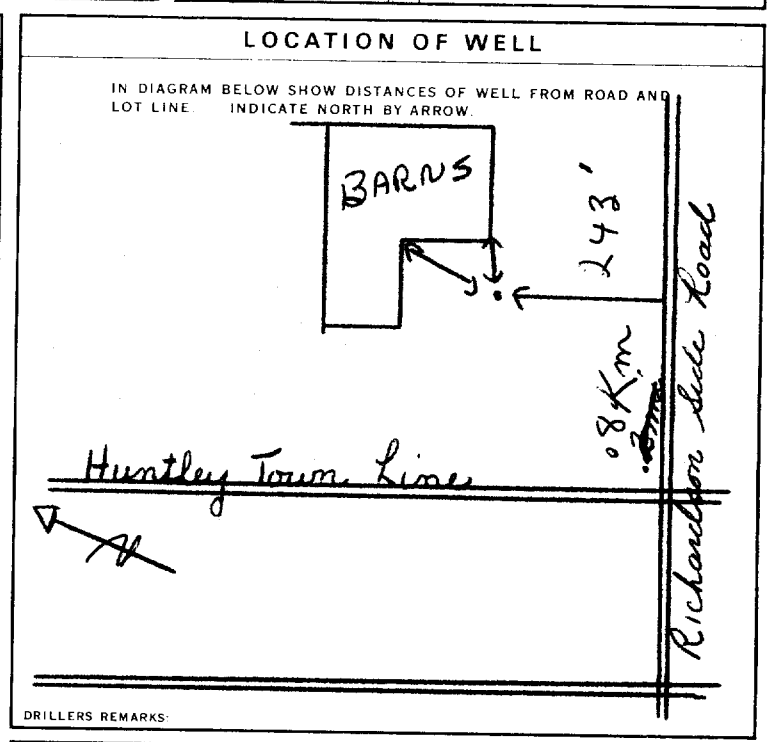 LOCATION OF WELL
IN DIAGRAM BELOW SHOW DISTANCES OF WELL FROM ROAD AND
LOT LINE. INDICATE NORTH BY ARROW.
BARNS
243'
.8 Km
Richardson Side Road
Huntley Town Line
N
DRILLERS REMARKS: